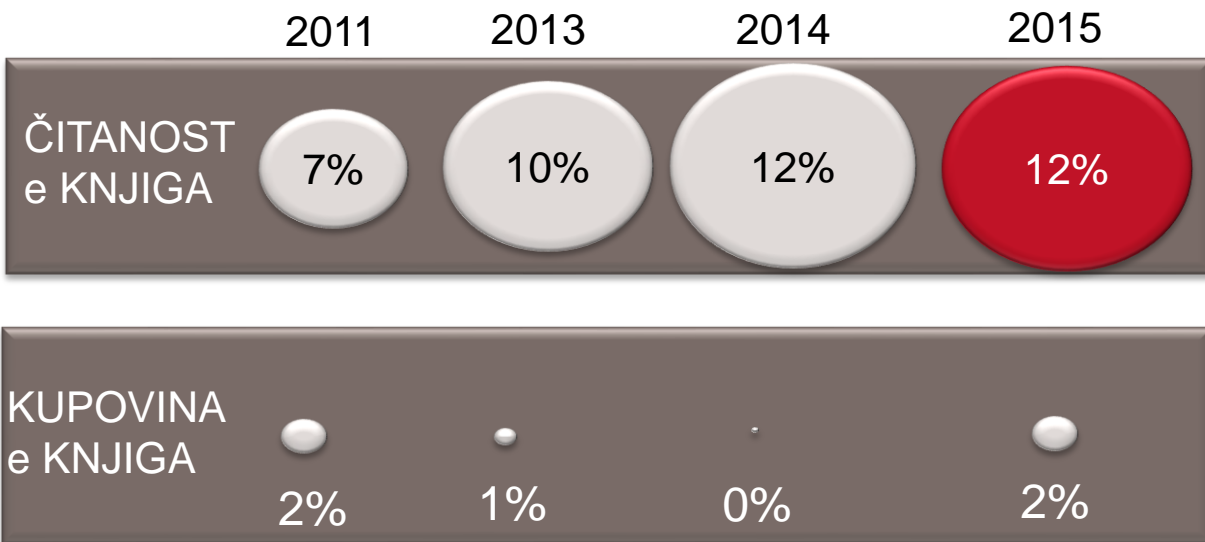 2011 2013 2014 2015
ČITANOST
e KNJIGA
7% 10% 12% 12%
KUPOVINA
e KNJIGA
2% 1% 0% 2%